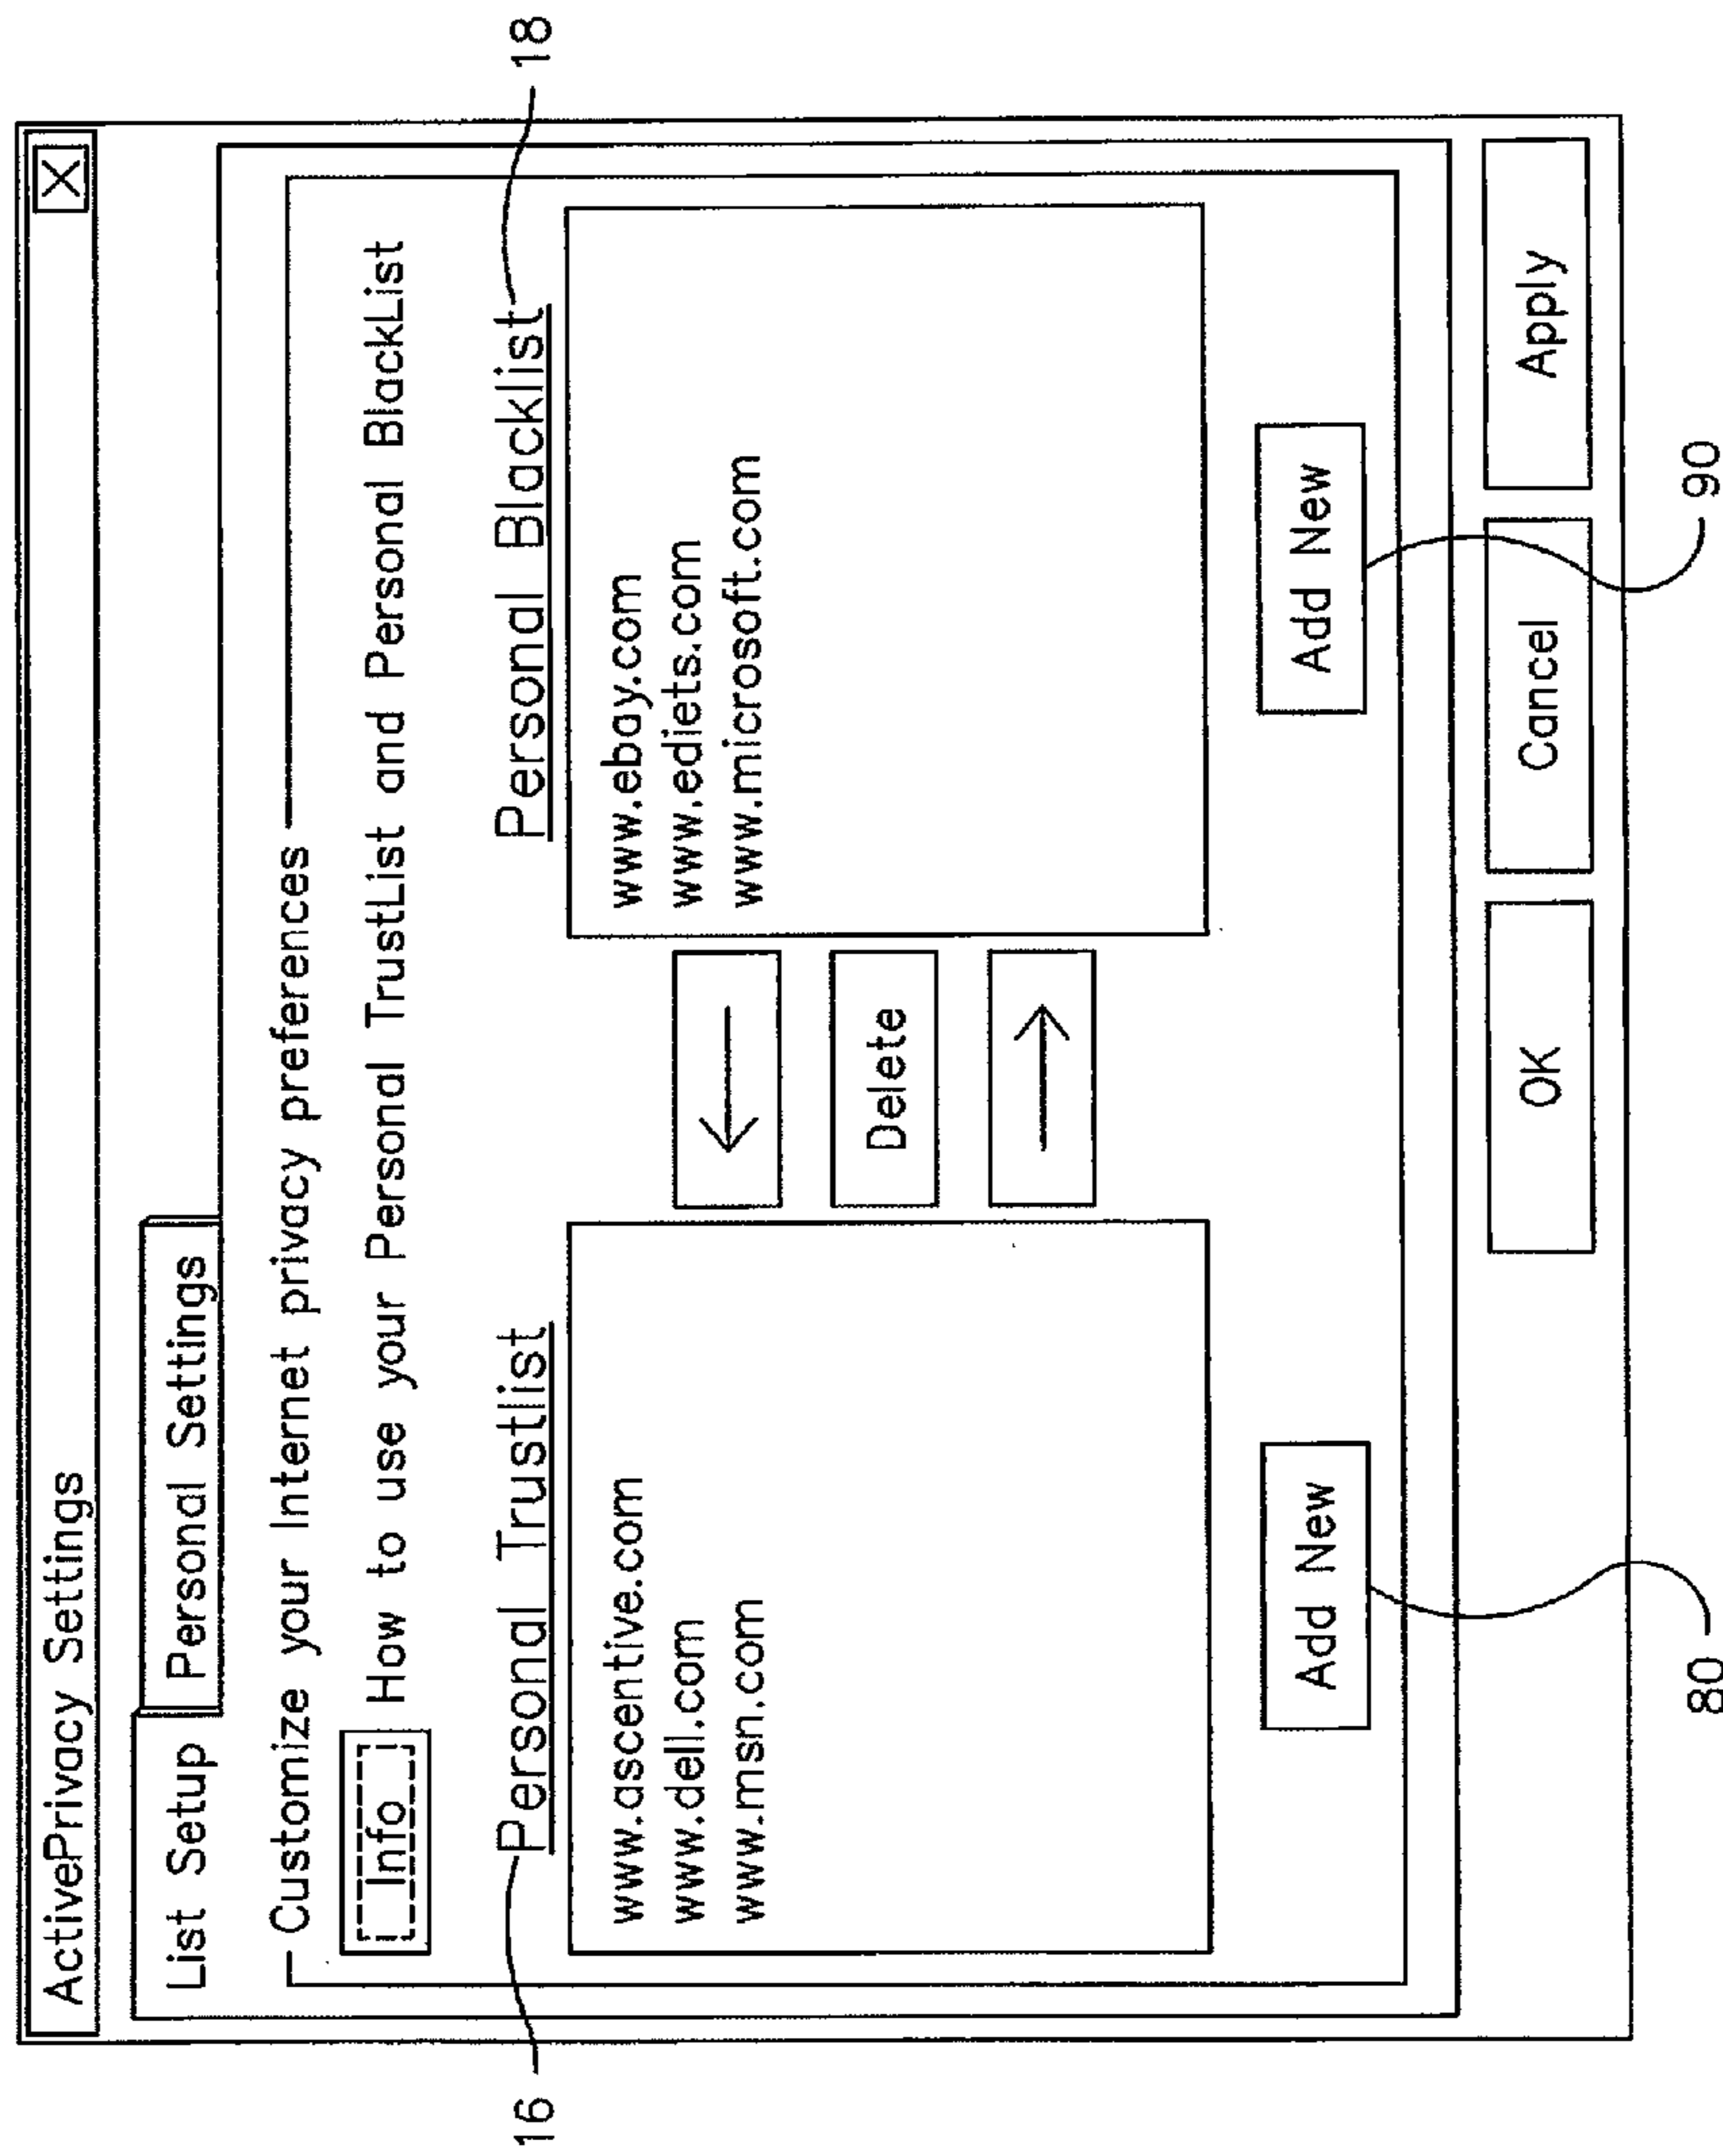 ActivePrivacy Settings
X
List Setup
Personal Settings
Customize your Internet privacy preferences
Info
How to use your Personal TrustList and Personal BlackList
16
Personal Trustlist
Personal Blacklist
18
www.ascentive.com
www.dell.com
www.msn.com
Delete
www.ebay.com
www.ediets.com
www.microsoft.com
Add New
Add New
OK
Cancel
Apply
80
90